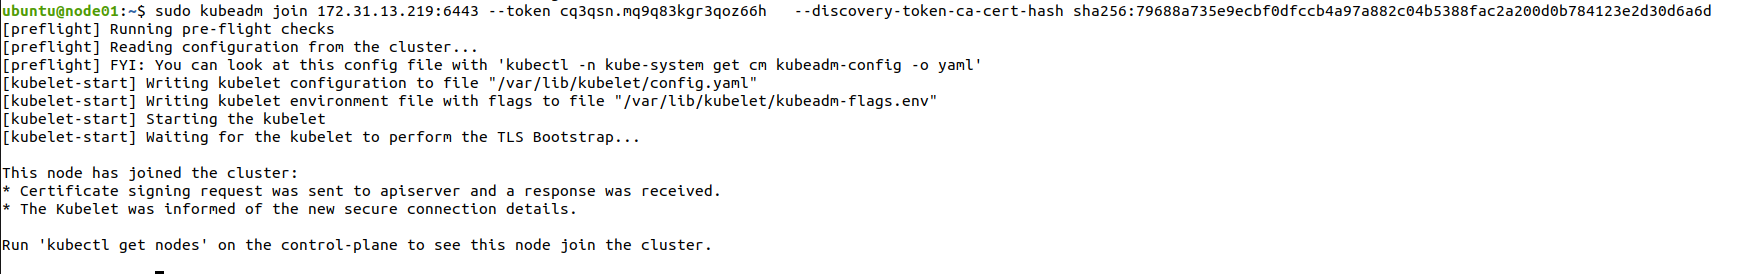 ubuntu@node01:~$ sudo kubeadm join 172.31.13.219:6443 --token cq3qsn.mq9q83kgr3qoz66h   --discovery-token-ca-cert-hash sha256:79688a735e9ecbf0dfccb4a97a882c04b5388fac2a200d0b784123e2d30d6a6d
[preflight] Running pre-flight checks
[preflight] Reading configuration from the cluster...
[preflight] FYI: You can look at this config file with 'kubectl -n kube-system get cm kubeadm-config -o yaml'
[kubelet-start] Writing kubelet configuration to file "/var/lib/kubelet/config.yaml"
[kubelet-start] Writing kubelet environment file with flags to file "/var/lib/kubelet/kubeadm-flags.env"
[kubelet-start] Starting the kubelet
[kubelet-start] Waiting for the kubelet to perform the TLS Bootstrap...
This node has joined the cluster:
* Certificate signing request was sent to apiserver and a response was received.
* The Kubelet was informed of the new secure connection details.
Run 'kubectl get nodes' on the control-plane to see this node join the cluster.